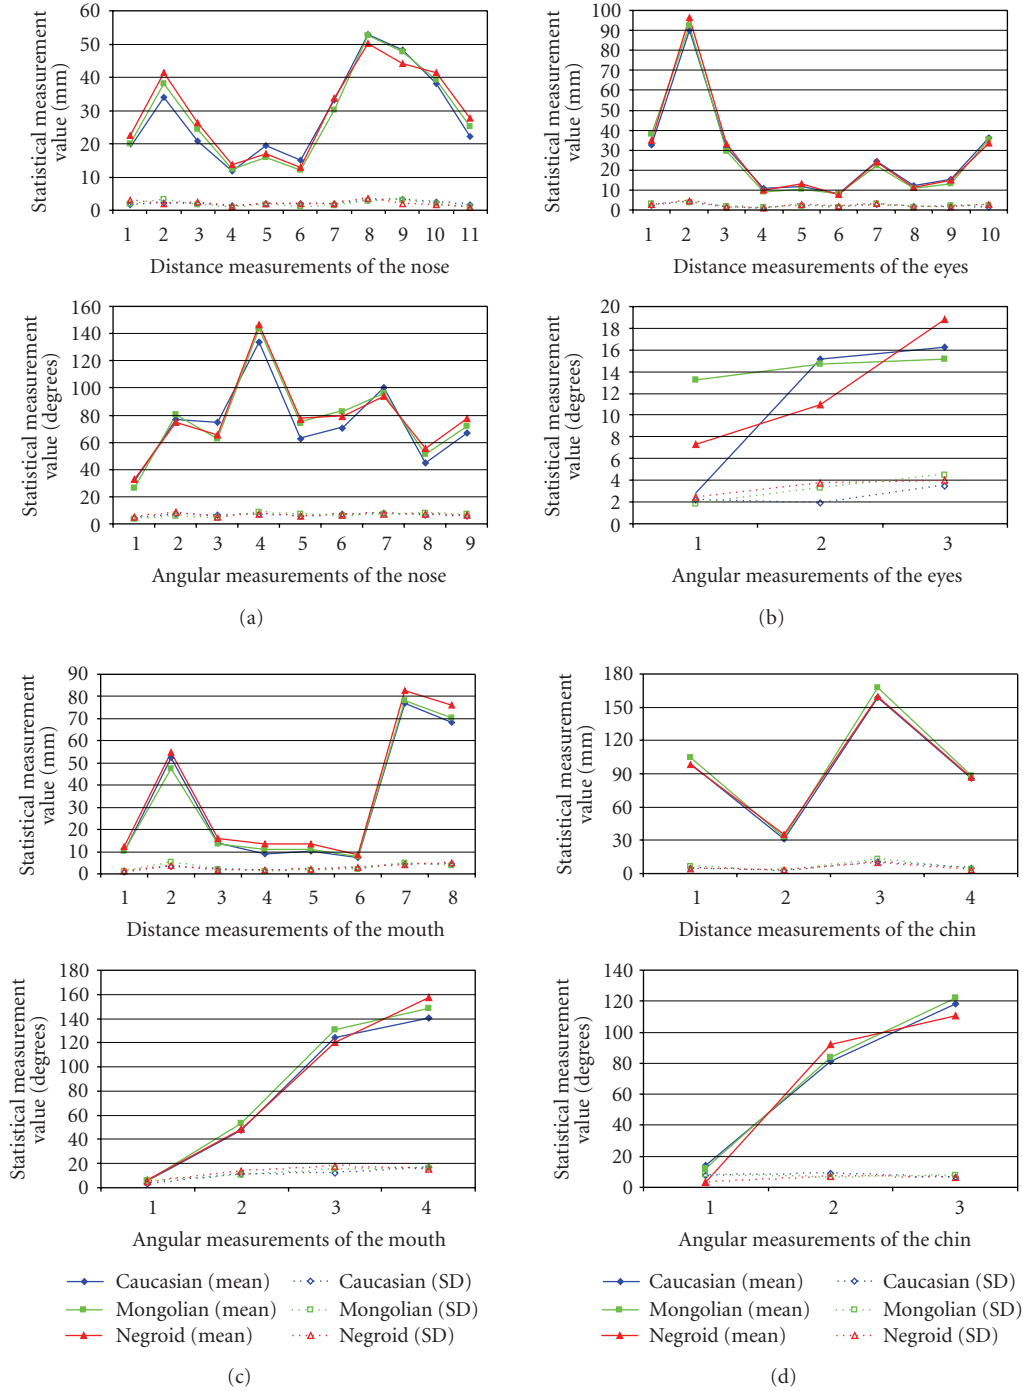 Statistical measurement
value (mm)
60
50
40
30
20
10
0
1 2 3 4 5 6 7 8 9 10 11
Distance measurements of the nose
Statistical measurement
value (mm)
100
90
80
70
60
50
40
30
20
10
0
1 2 3 4 5 6 7 8 9 10
Distance measurements of the eyes
Statistical measurement
value (degrees)
160
140
120
100
80
60
40
20
0
1 2 3 4 5 6 7 8 9
Angular measurements of the nose
(a)
Statistical measurement
value (degrees)
20
18
16
14
12
10
8
6
4
2
0
1 2 3
Angular measurements of the eyes
(b)
Statistical measurement
value (mm)
90
80
70
60
50
40
30
20
10
0
1 2 3 4 5 6 7 8
Distance measurements of the mouth
Statistical measurement
value (mm)
180
150
120
90
60
30
0
1 2 3 4
Distance measurements of the chin
Statistical measurement
value (degrees)
180
160
140
120
100
80
60
40
20
0
1 2 3 4
Angular measurements of the mouth
Caucasian (mean) Caucasian (SD)
Mongolian (mean) Mongolian (SD)
Negroid (mean) Negroid (SD)
(c)
Statistical measurement
value (degrees)
140
120
100
80
60
40
20
0
1 2 3
Angular measurements of the chin
Caucasian (mean) Caucasian (SD)
Mongolian (mean) Mongolian (SD)
Negroid (mean) Negroid (SD)
(d)